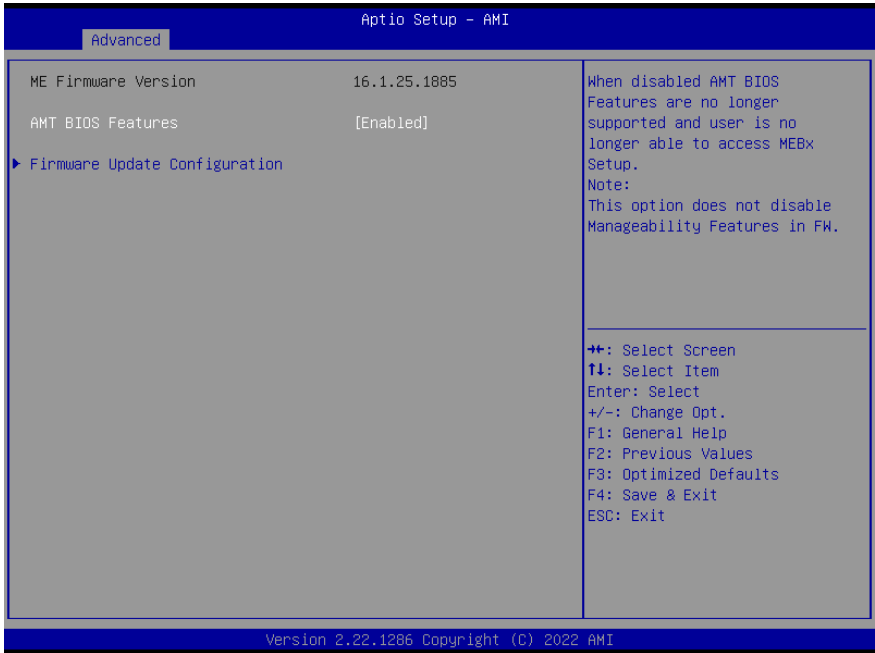 Aptio Setup – AMI
Advanced
ME Firmware Version 16.1.25.1885
AMT BIOS Features [Enabled]
Firmware Update Configuration
When disabled AMT BIOS
Features are no longer
supported and user is no
longer able to access MEBx
Setup.
Note:
This option does not disable
Manageability Features in FW.
→←: Select Screen
↑↓: Select Item
Enter: Select
+/-: Change Opt.
F1: General Help
F2: Previous Values
F3: Optimized Defaults
F4: Save & Exit
ESC: Exit
Version 2.22.1286 Copyright (C) 2022 AMI